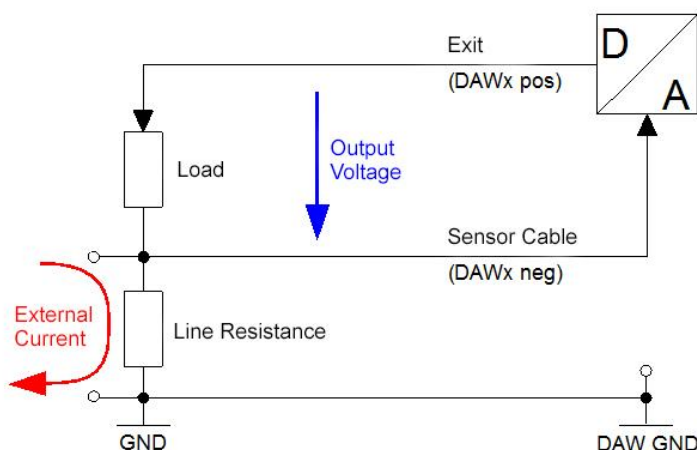 Exit
(DAWx pos)
D
A
Load
Output
Voltage
Sensor Cable
(DAWx neg)
External
Current
Line Resistance
GND
DAW GND